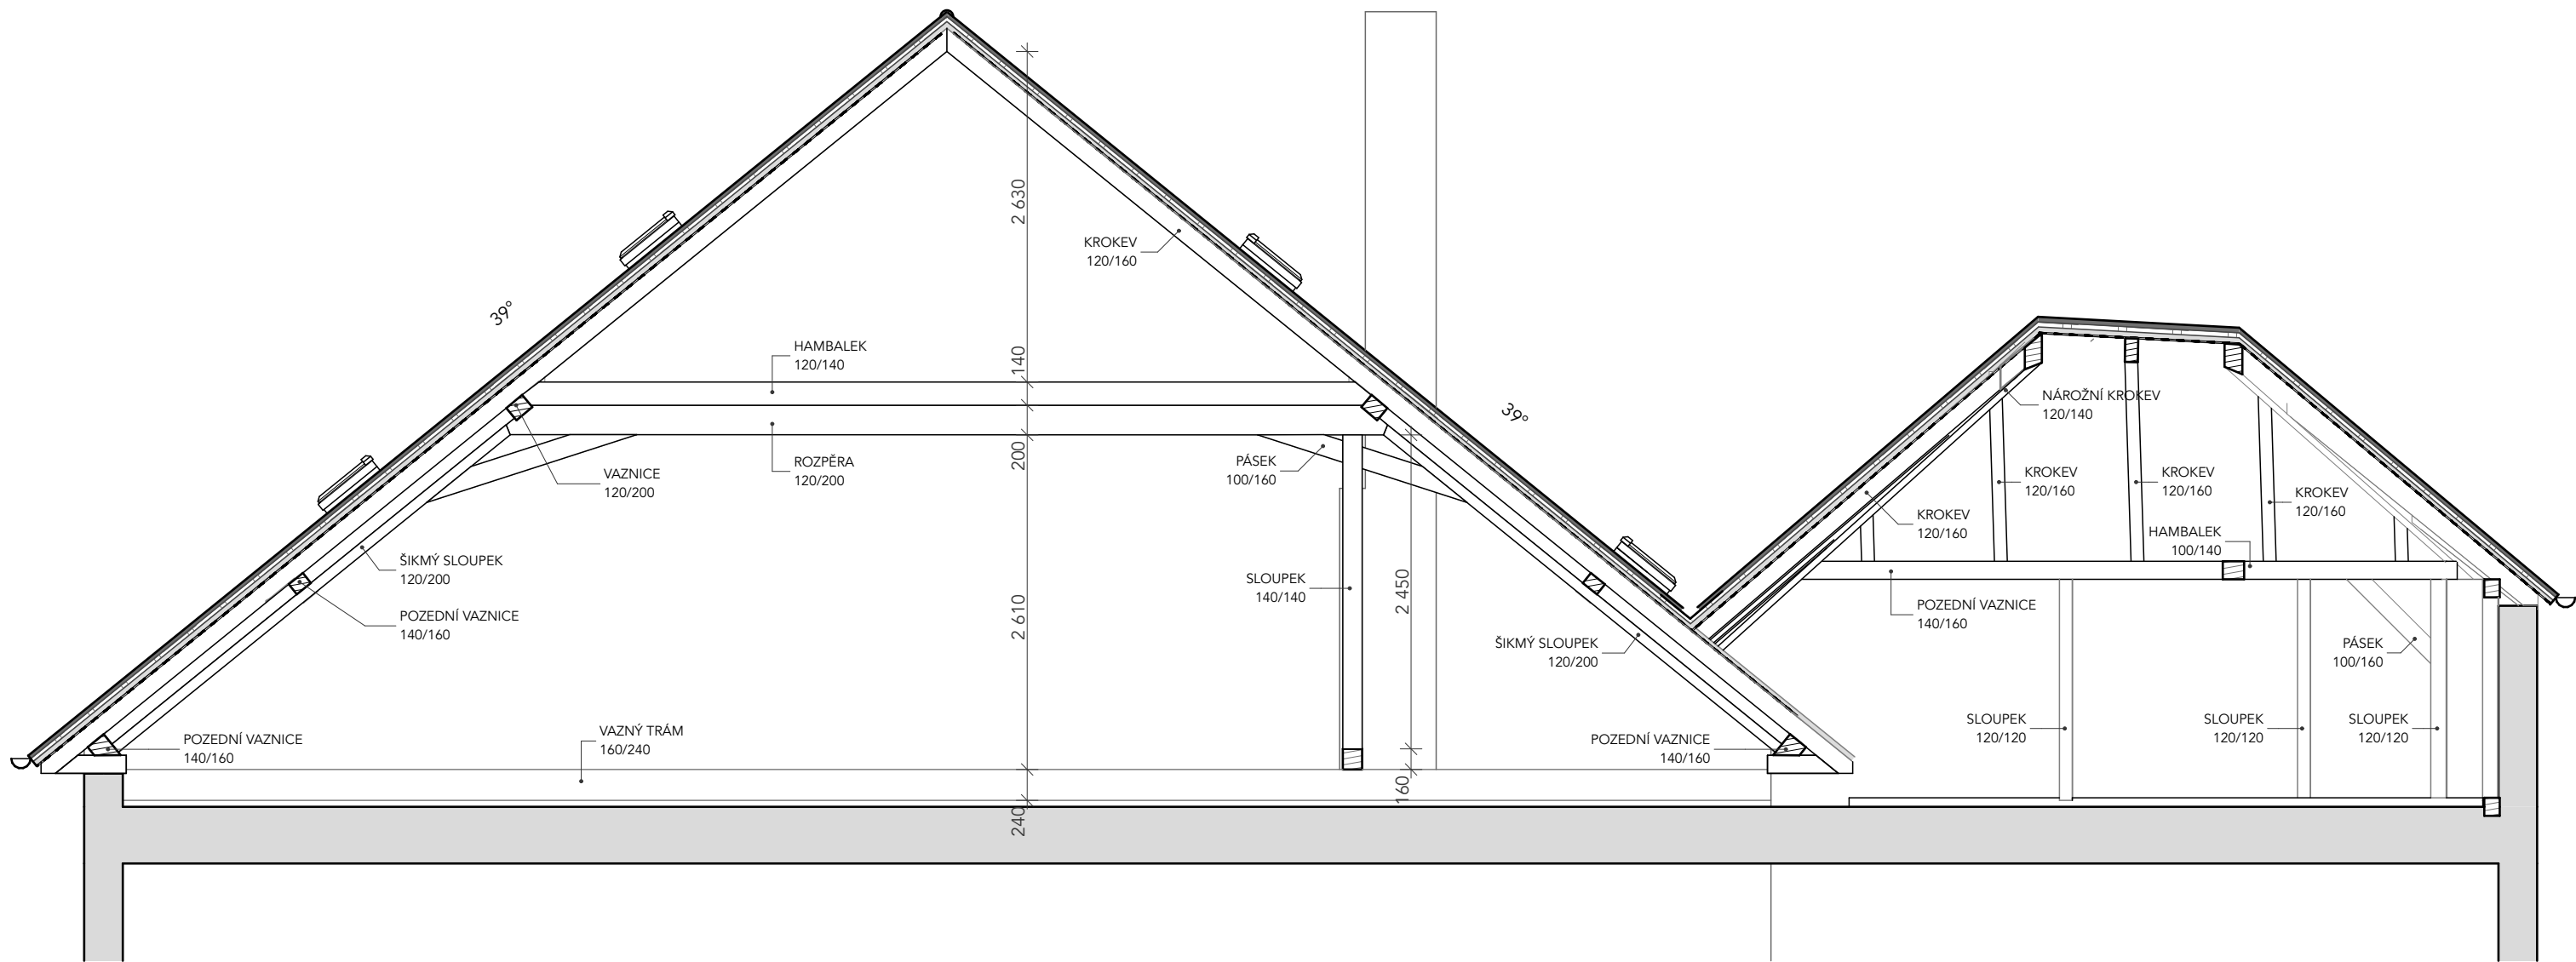 2 630
KROKEV
120/160
39°
HAMBALEK
120/140
140
39°
NÁROŽNÍ KROKEV
120/140
200
VAZNICE
120/200
ROZPĚRA
120/200
PÁSEK
100/160
KROKEV
120/160
KROKEV
120/160
KROKEV
120/160
KROKEV
120/160
HAMBALEK
100/140
ŠIKMÝ SLOUPEK
120/200
SLOUPEK
140/140
2 450
POZEDNÍ VAZNICE
140/160
2 610
POZEDNÍ VAZNICE
140/160
ŠIKMÝ SLOUPEK
120/200
PÁSEK
100/160
POZEDNÍ VAZNICE
140/160
VAZNÝ TRÁM
160/240
POZEDNÍ VAZNICE
140/160
SLOUPEK
120/120
SLOUPEK
120/120
SLOUPEK
120/120
160
240